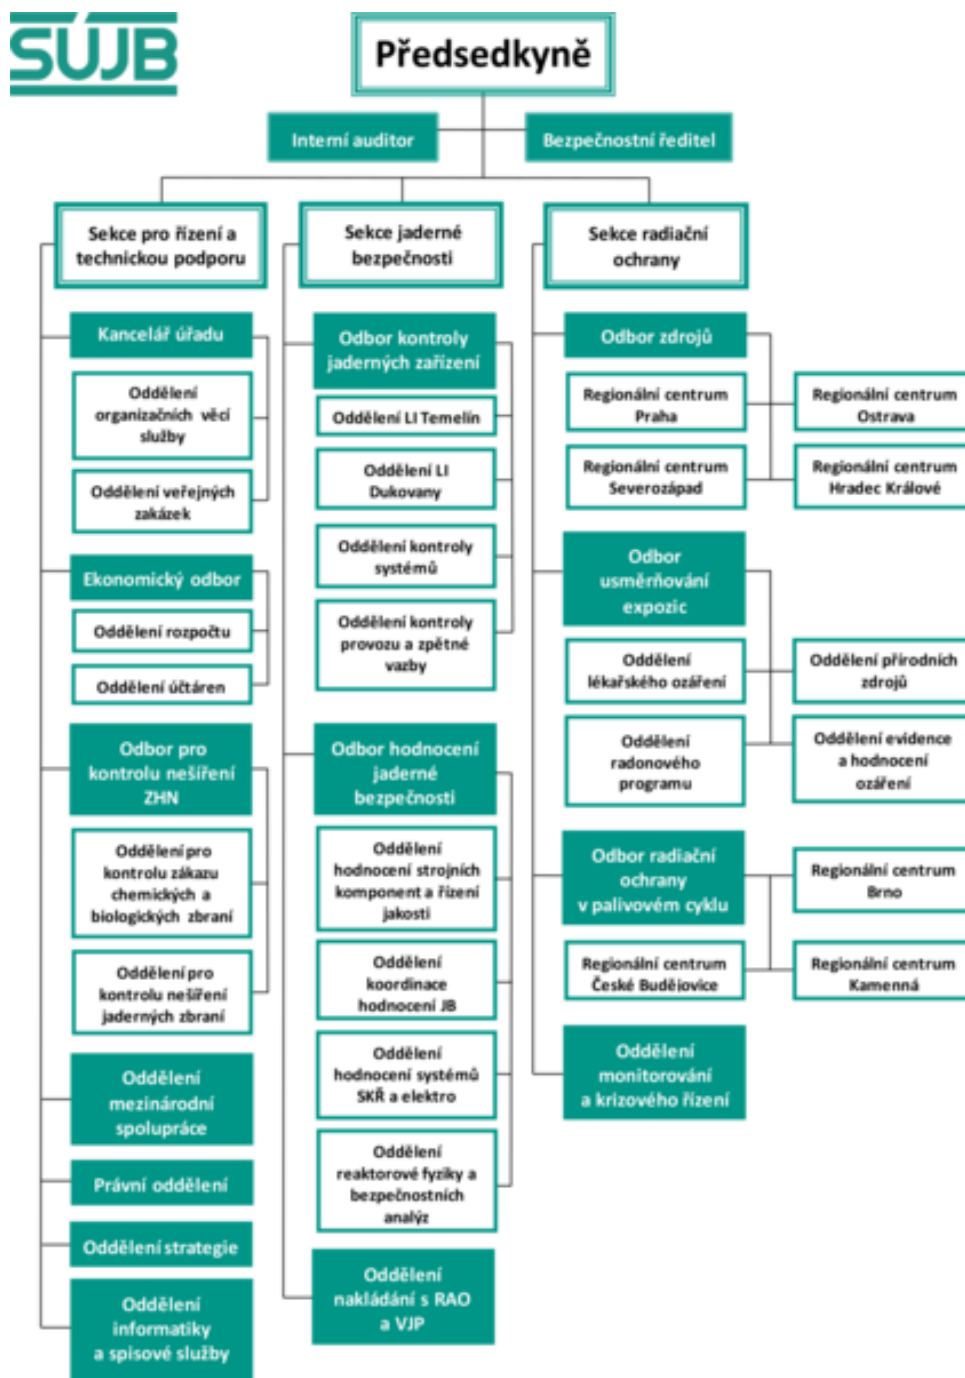 SÚJB
Předsedkyně
Interní auditor
Bezpečnostní ředitel
Sekce pro řízení a
technickou podporu
Kancelář úřadu
Oddělení
organizačních věcí
služby
Oddělení veřejných
zakázek
Ekonomický odbor
Oddělení rozpočtu
Oddělení účtáren
Odbor pro
kontrolu nešíření
ZHN
Oddělení pro
kontrolu zákazu
chemických a
biologických zbraní
Oddělení pro
kontrolu nešíření
jaderných zbraní
Oddělení
mezinárodní
spolupráce
Právní oddělení
Oddělení strategie
Oddělení
informatiky
a spisové služby
Sekce jaderné
bezpečnosti
Odbor kontroly
jaderných zařízení
Oddělení LI Temelín
Oddělení LI
Dukovany
Oddělení kontroly
systémů
Oddělení kontroly
provozu a zpětné
vazby
Odbor hodnocení
jaderné
bezpečnosti
Oddělení
hodnocení strojních
komponent a řízení
jakosti
Oddělení
koordinace
hodnocení JB
Oddělení
hodnocení systémů
SKŘ a elektro
Oddělení
reaktorové fyziky a
bezpečnostních
analýz
Oddělení
nakládání s RAO
a VJP
Sekce radiační
ochrany
Odbor zdrojů
Regionální centrum
Praha
Regionální centrum
Ostrava
Regionální centrum
Severozápad
Regionální centrum
Hradec Králové
Odbor
usměrňování
expozic
Oddělení
lékařského ozáření
Oddělení přírodních
zdrojů
Oddělení
radonového
programu
Oddělení evidence
a hodnocení
ozáření
Odbor radiační
ochrany
v palivovém cyklu
Regionální centrum
Brno
Regionální centrum
České Budějovice
Regionální centrum
Kamenná
Oddělení
monitorování
a krizového řízení